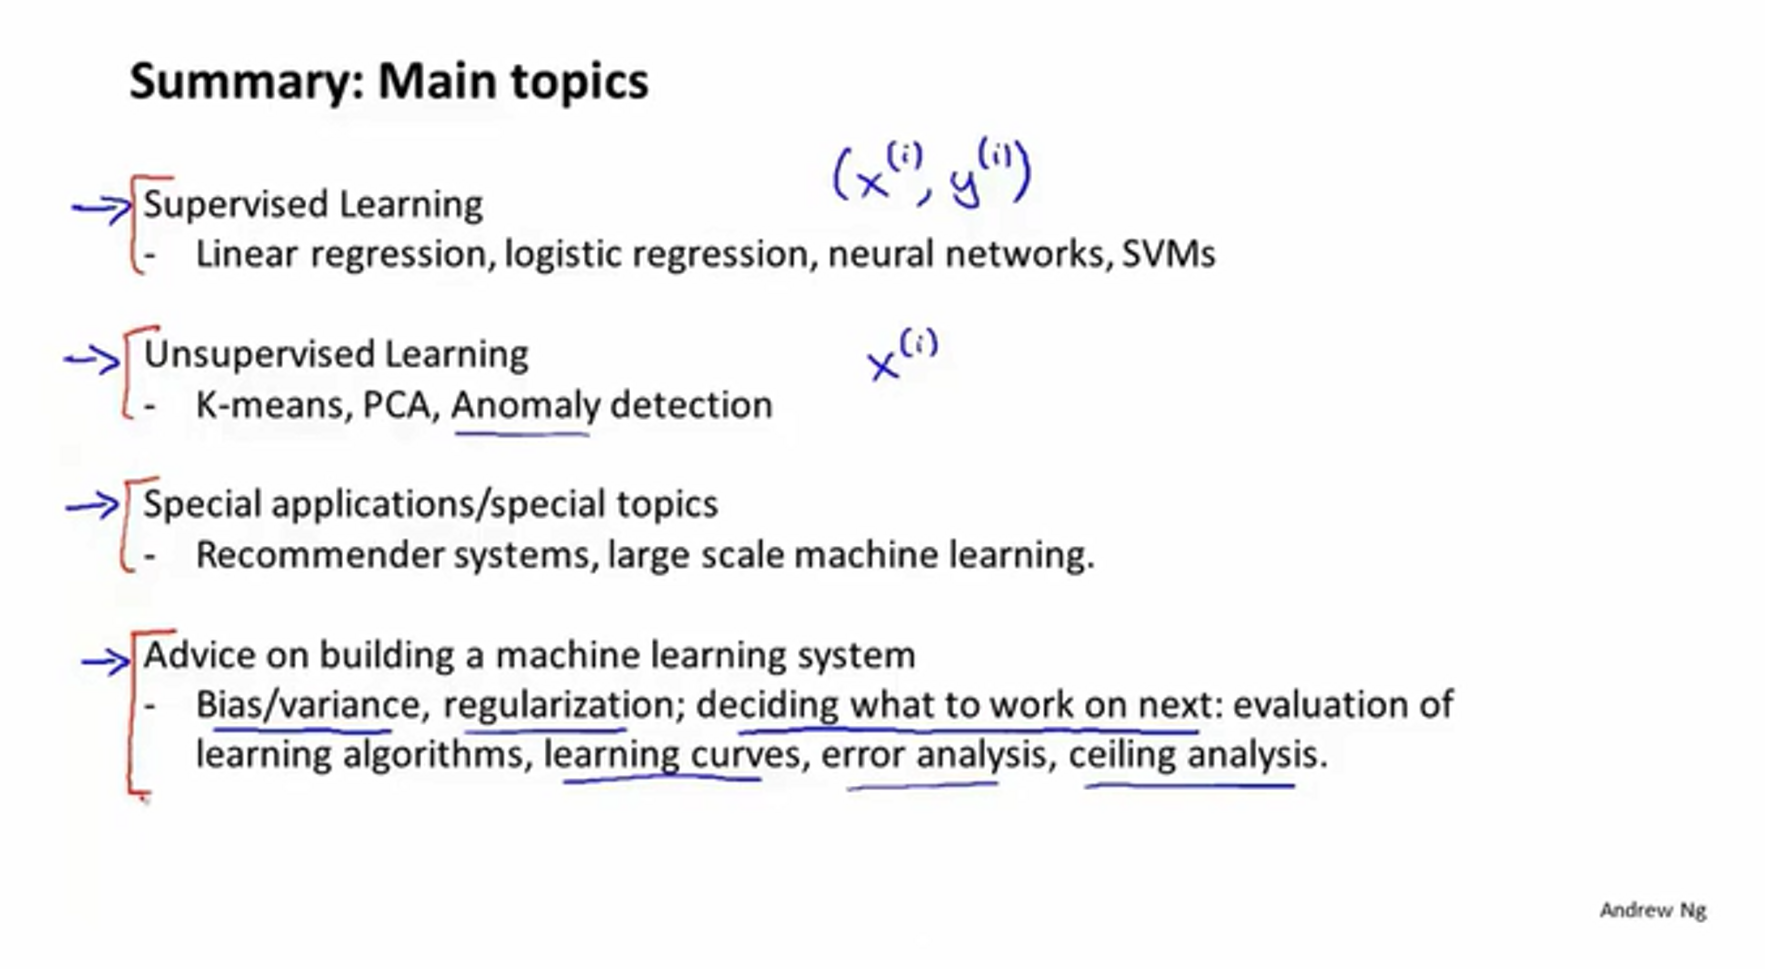 Summary: Main topics
(x^(i), y^(i))
Supervised Learning
- Linear regression, logistic regression, neural networks, SVMs
Unsupervised Learning x^(i)
- K-means, PCA, Anomaly detection
Special applications/special topics
- Recommender systems, large scale machine learning.
Advice on building a machine learning system
- Bias/variance, regularization; deciding what to work on next: evaluation of
learning algorithms, learning curves, error analysis, ceiling analysis.
Andrew Ng